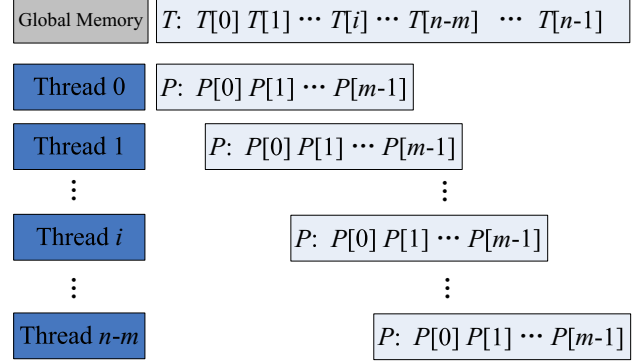 Global Memory T: T[0] T[1] ··· T[i] ··· T[n-m] ··· T[n-1]
Thread 0 P: P[0] P[1] ··· P[m-1]
Thread 1 P: P[0] P[1] ··· P[m-1]
⋮ ⋮
Thread i P: P[0] P[1] ··· P[m-1]
⋮ ⋮
Thread n-m P: P[0] P[1] ··· P[m-1]